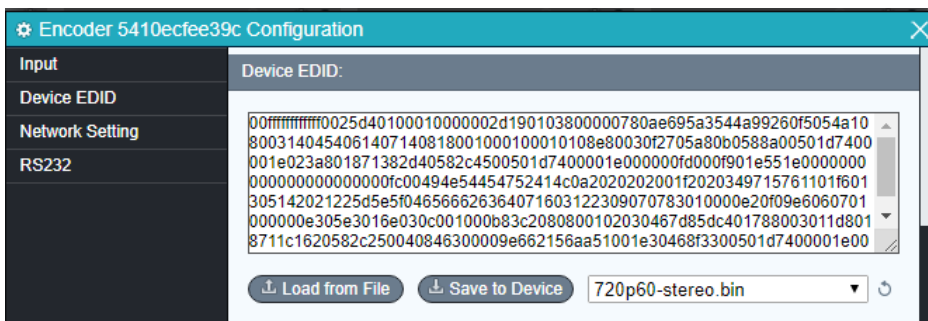 Encoder 5410ecfee39c Configuration
Input
Device EDID
Network Setting
RS232
Device EDID:
00ffffffffffff0025d40100010000002d190103800000780ae695a3544a99260f5054a10
8003140454061407140818001000100010108e80030f2705a80b0588a00501d7400
001e023a801871382d40582c4500501d7400001e000000fd000f901e551e0000000
000000000000000fc00494e54454752414c0a2020202001f2020349715761101f601
305142021225d5e5f046566626364071603122309070783010000e20f09e6060701
000000e305e3016e030c001000b83c2080800102030467d85dc401788003011d801
8711c1620582c250040846300009e662156aa51001e30468f3300501d7400001e00
Load from File
Save to Device
720p60-stereo.bin